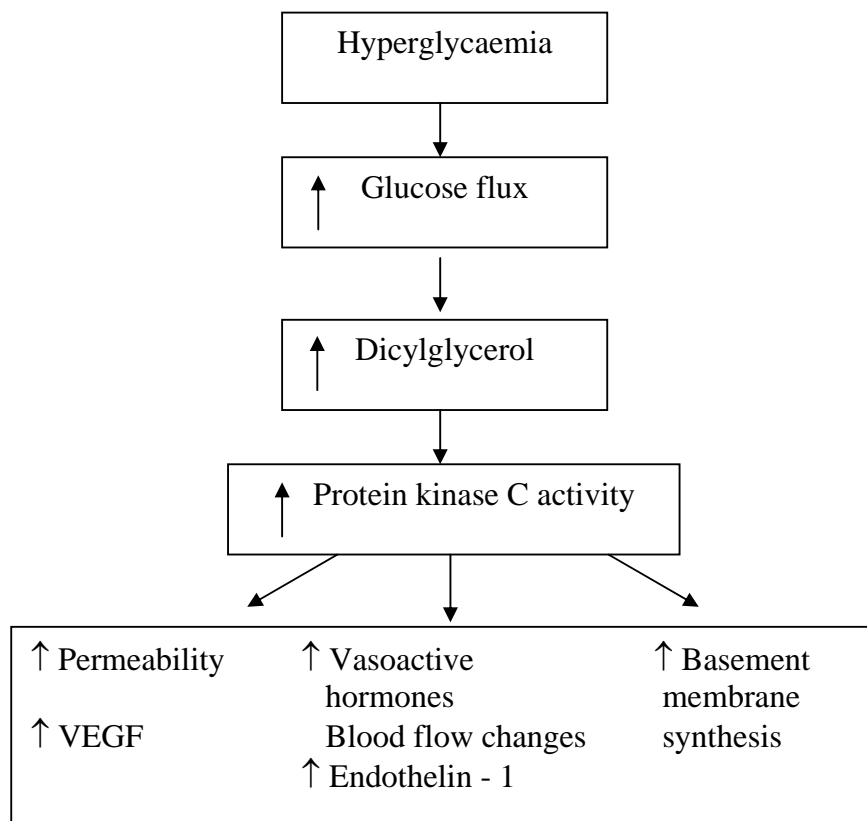 Hyperglycaemia
↑ Glucose flux
↑ Dicylglycerol
↑ Protein kinase C activity
↑ Permeability
↑ VEGF
↑ Vasoactive
hormones
Blood flow changes
↑ Endothelin - 1
↑ Basement
membrane
synthesis